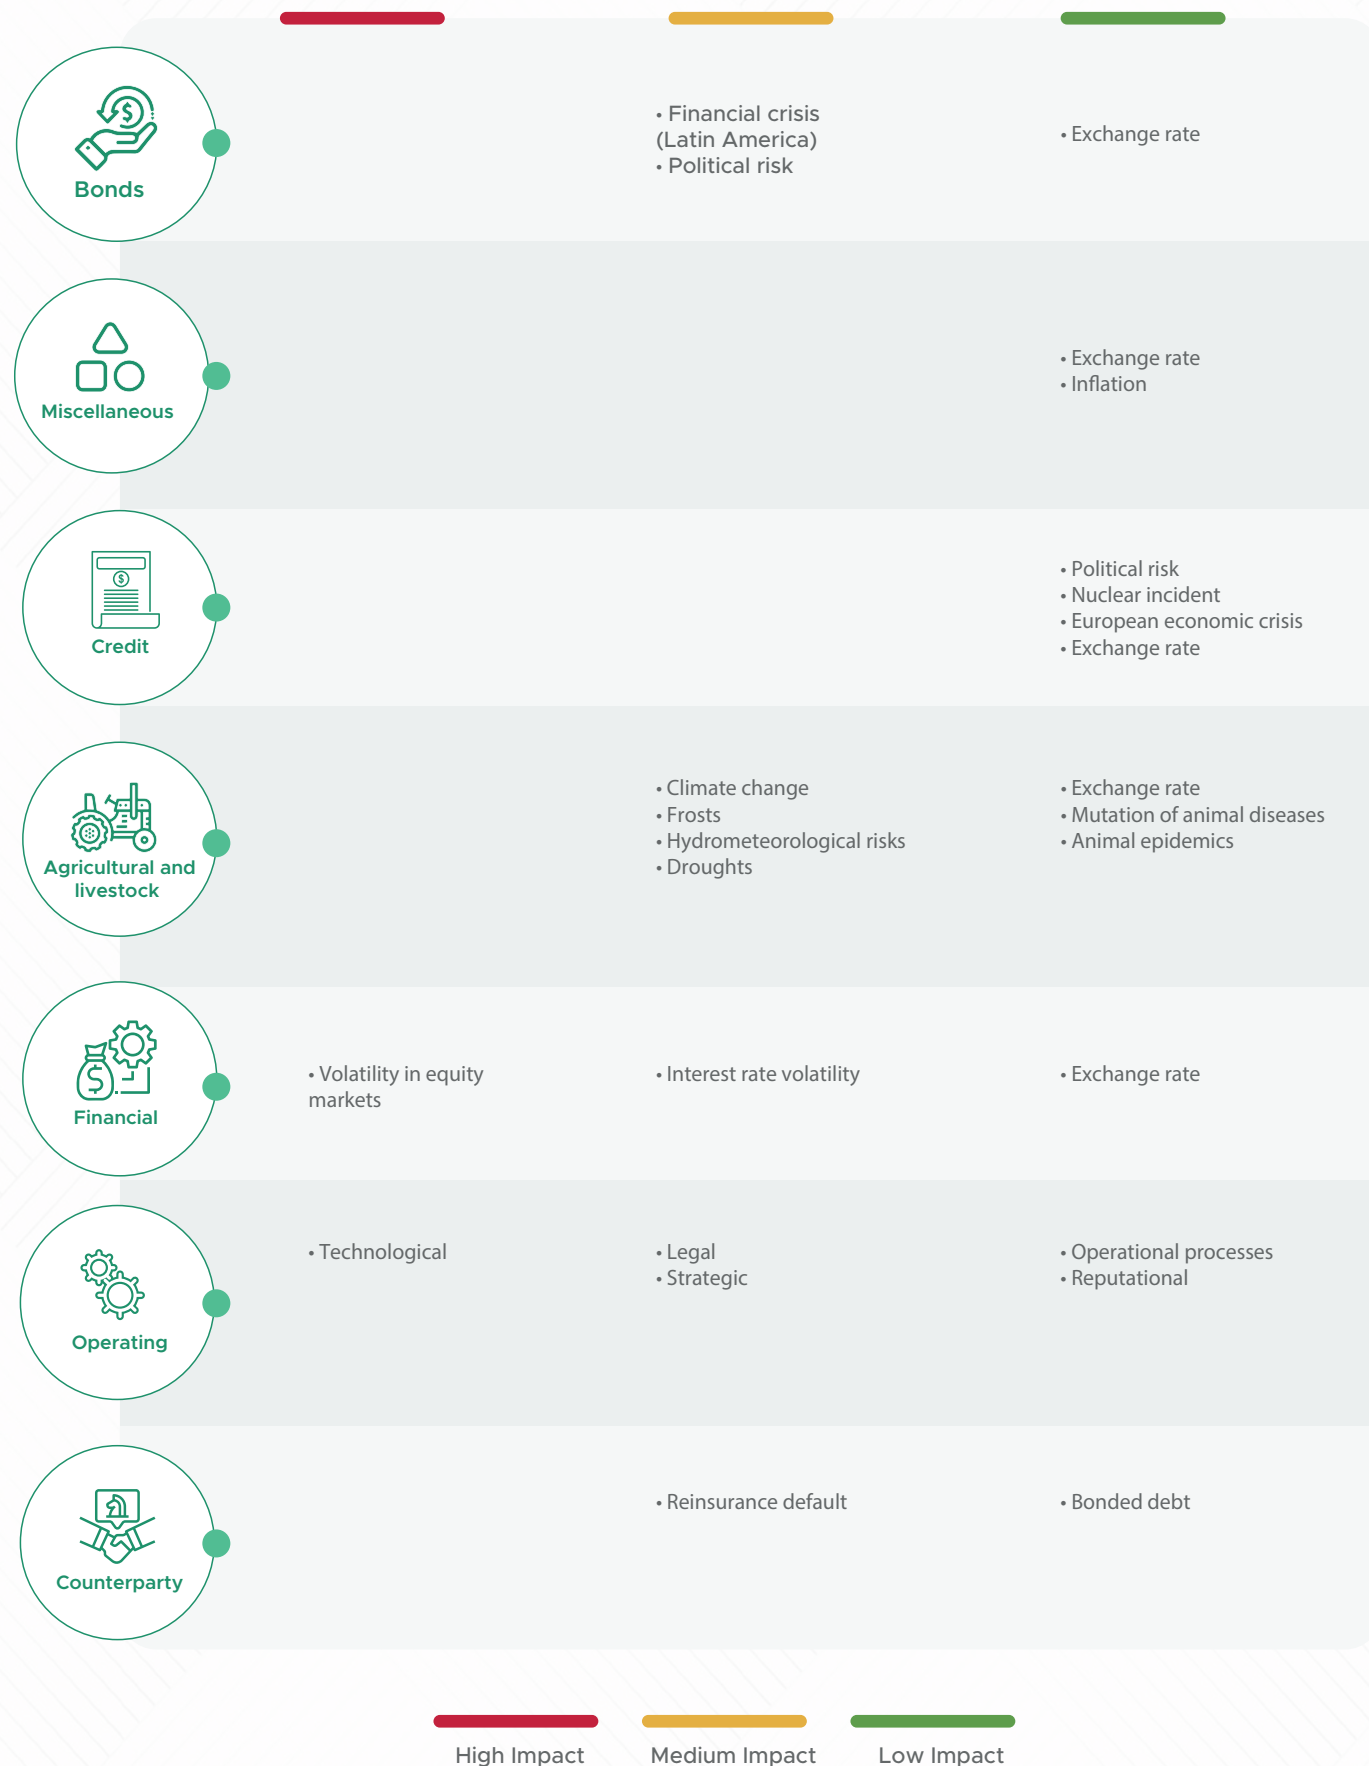 Bonds
• Financial crisis
(Latin America)
• Political risk
• Exchange rate
Miscellaneous
• Exchange rate
• Inflation
Credit
• Political risk
• Nuclear incident
• European economic crisis
• Exchange rate
Agricultural and
livestock
• Climate change
• Frosts
• Hydrometeorological risks
• Droughts
• Exchange rate
• Mutation of animal diseases
• Animal epidemics
Financial
• Volatility in equity
markets
• Interest rate volatility
• Exchange rate
Operating
• Technological
• Legal
• Strategic
• Operational processes
• Reputational
Counterparty
• Reinsurance default
• Bonded debt
High Impact
Medium Impact
Low Impact